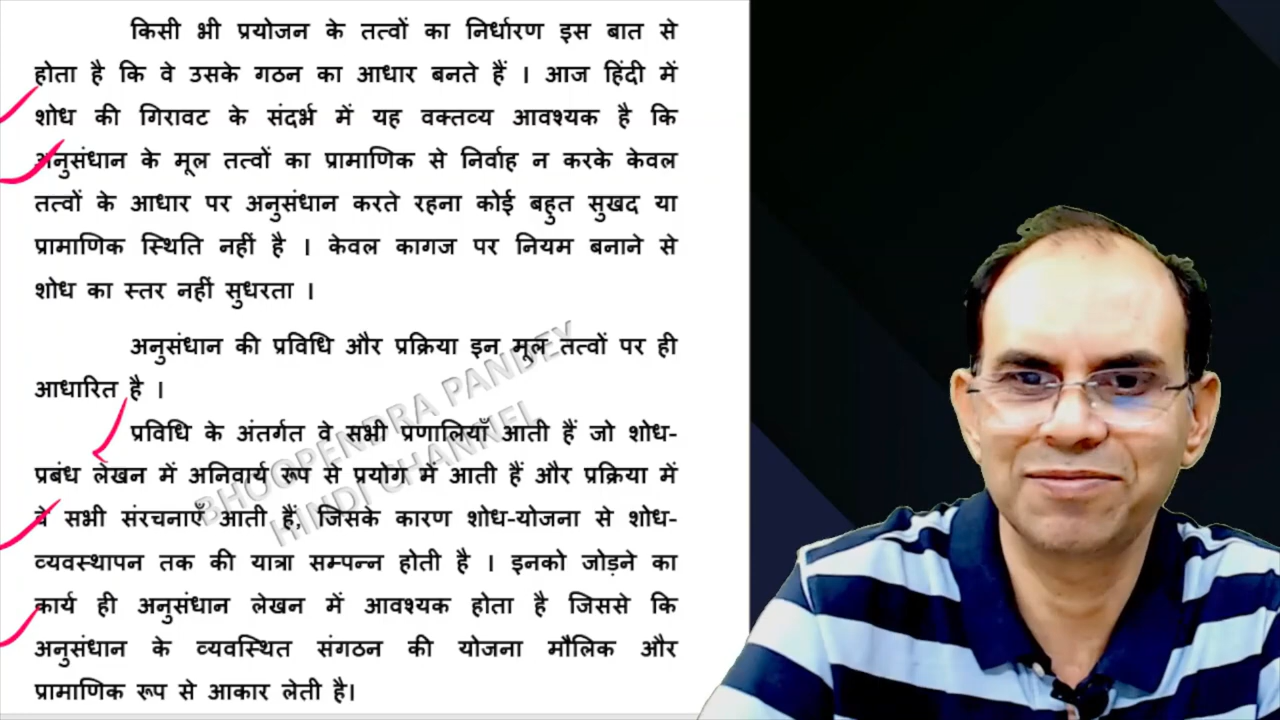 किसी भी प्रयोजन के तत्वों का निर्धारण इस बात से
होता है कि वे उसके गठन का आधार बनते हैं । आज हिंदी में
शोध की गिरावट के संदर्भ में यह वक्तव्य आवश्यक है कि
अनुसंधान के मूल तत्वों का प्रामाणिक से निर्वाह न करके केवल
तत्वों के आधार पर अनुसंधान करते रहना कोई बहुत सुखद या
प्रामाणिक स्थिति नहीं है । केवल कागज पर नियम बनाने से
शोध का स्तर नहीं सुधरता ।
अनुसंधान की प्रविधि और प्रक्रिया इन मूल तत्वों पर ही
आधारित है ।
प्रविधि के अंतर्गत वे सभी प्रणालियाँ आती हैं जो शोध-
प्रबंध लेखन में अनिवार्य रूप से प्रयोग में आती हैं और प्रक्रिया में
वे सभी संरचनाएँ आती हैं, जिसके कारण शोध-योजना से शोध-
व्यवस्थापन तक की यात्रा सम्पन्न होती है । इनको जोड़ने का
कार्य ही अनुसंधान लेखन में आवश्यक होता है जिससे कि
अनुसंधान के व्यवस्थित संगठन की योजना मौलिक और
प्रामाणिक रूप से आकार लेती है।
BHOOPENDRA PANDEY
HINDI CHANNEL